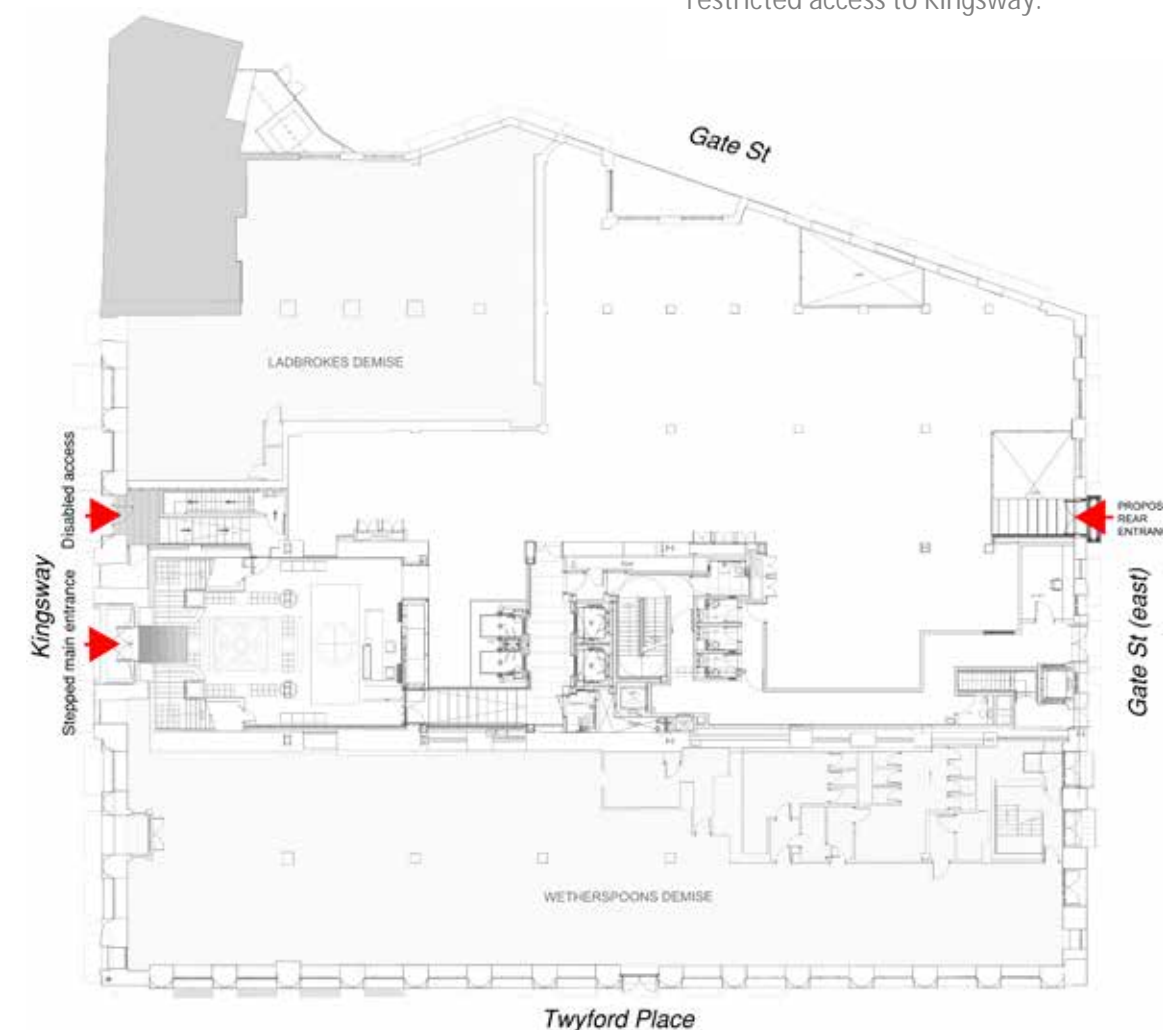 restricted access to Kingsway.
Gate St
LADBROKES DEMISE
Disabled access
Kingsway
Stepped main entrance
PROPOS
REAR
ENTRAN
Gate St (east)
WETHERSPOONS DEMISE
Twyford Place